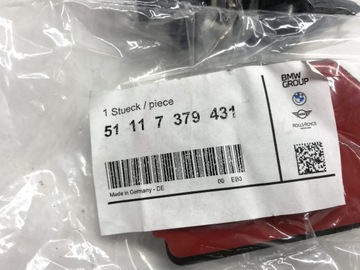 1 Stueck / piece
51 11 7 379 431
Made in Germany - DE
00 EB3
BMW
GROUP
ROLLS-ROYCE